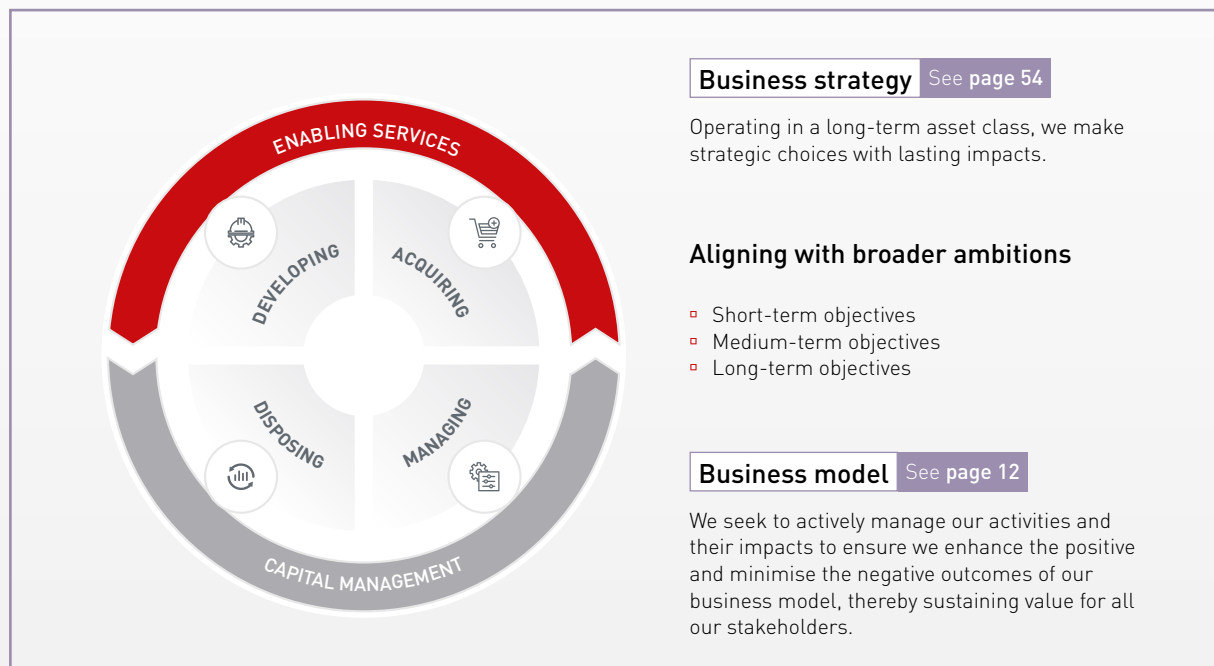 ENABLING SERVICES
DEVELOPING
ACQUIRING
DISPOSING
MANAGING
CAPITAL MANAGEMENT
Business strategy See page 54
Operating in a long-term asset class, we make
strategic choices with lasting impacts.
Aligning with broader ambitions
Short-term objectives
Medium-term objectives
Long-term objectives
Business model See page 12
We seek to actively manage our activities and
their impacts to ensure we enhance the positive
and minimise the negative outcomes of our
business model, thereby sustaining value for all
our stakeholders.